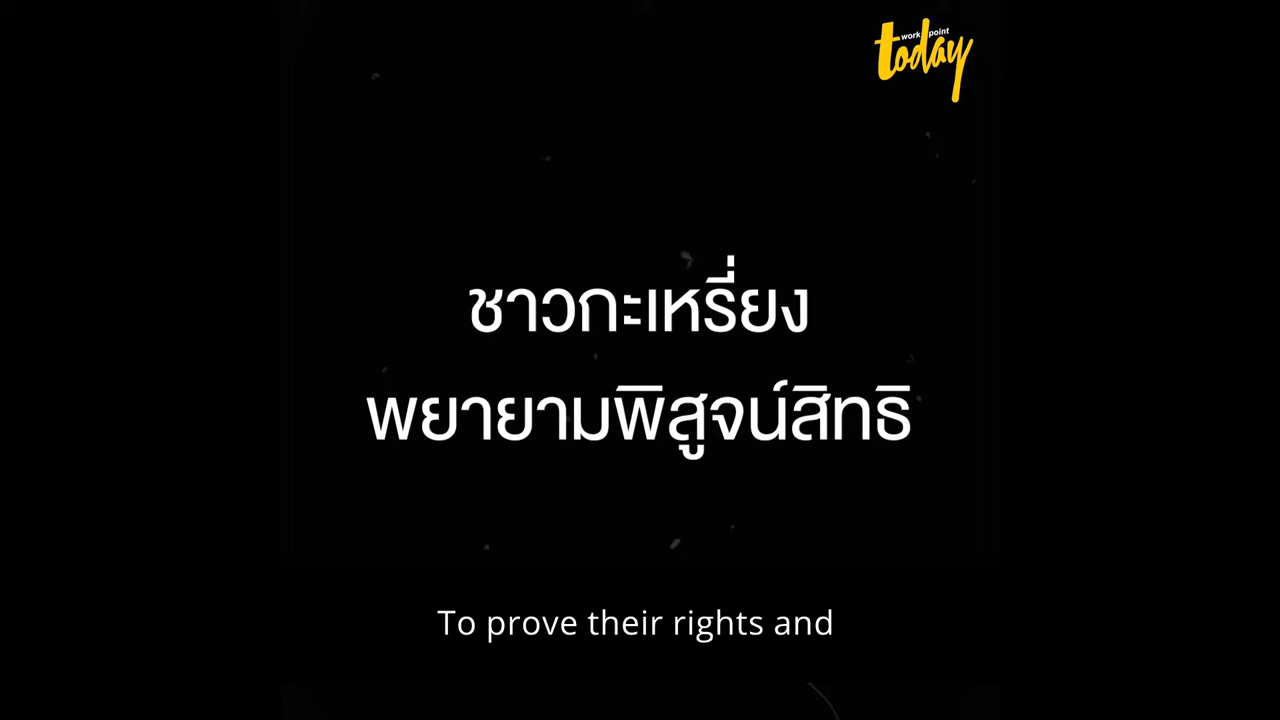 work point
today
ชาวกะเหรี่ยง
พยายามพิสูจน์สิทธิ
To prove their rights and